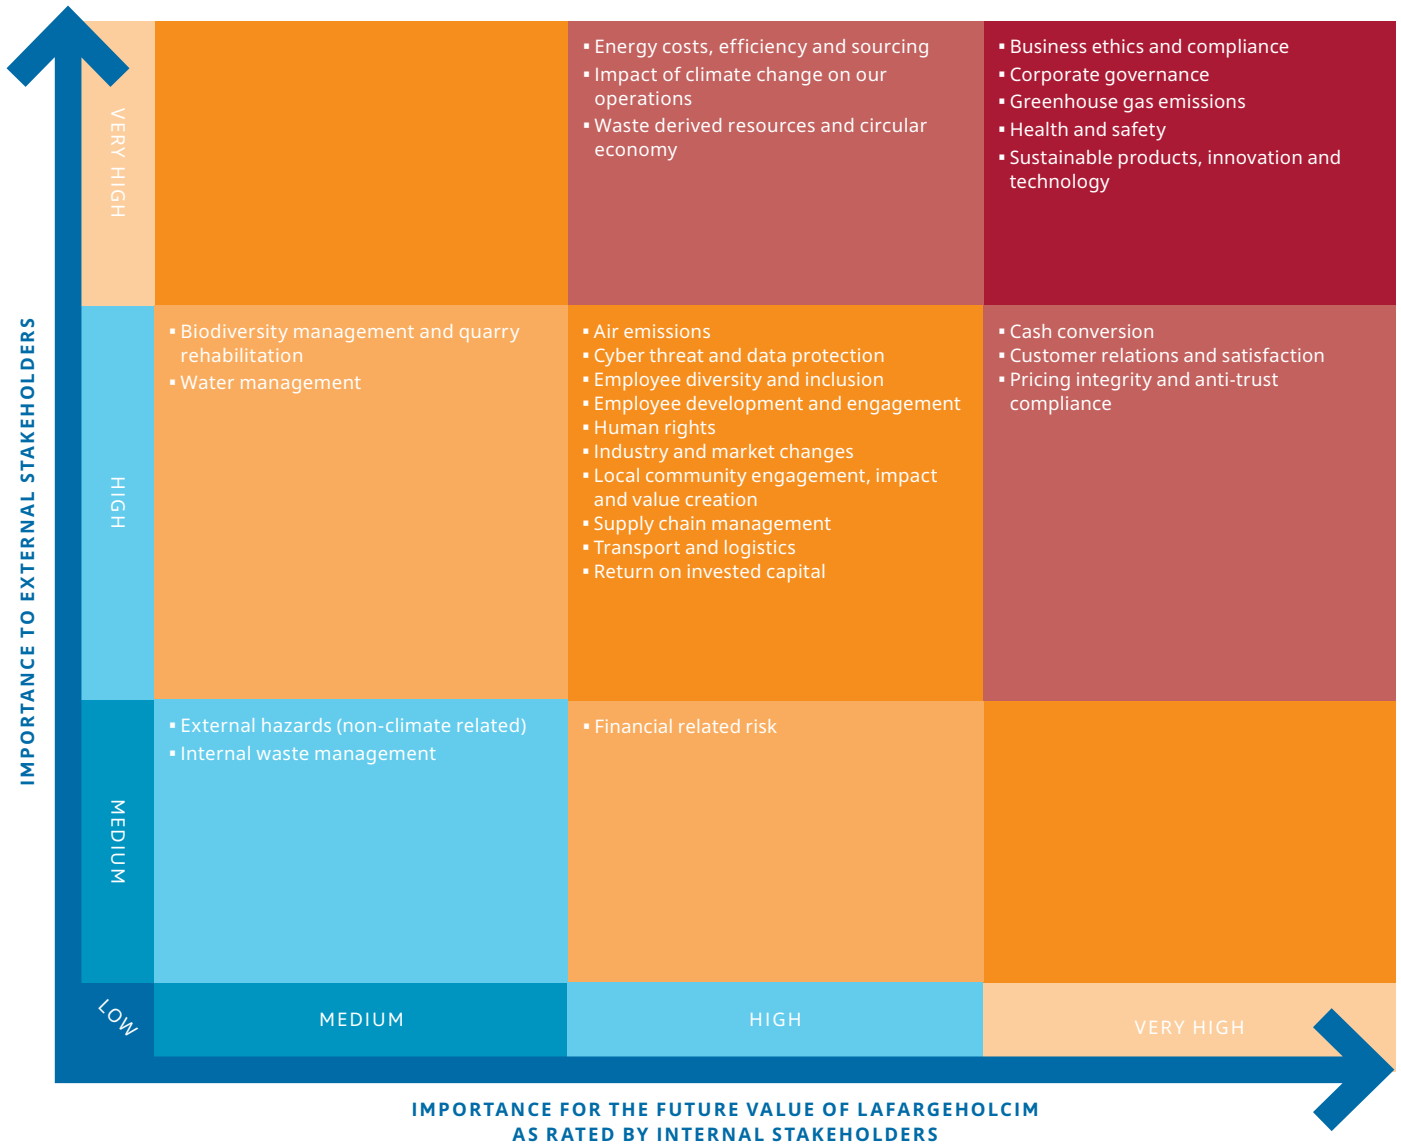 IMPORTANCE TO EXTERNAL STAKEHOLDERS
VERY HIGH
▪ Energy costs, efficiency and sourcing
▪ Impact of climate change on our
operations
▪ Waste derived resources and circular
economy
▪ Business ethics and compliance
▪ Corporate governance
▪ Greenhouse gas emissions
▪ Health and safety
▪ Sustainable products, innovation and
technology
HIGH
▪ Biodiversity management and quarry
rehabilitation
▪ Water management
▪ Air emissions
▪ Cyber threat and data protection
▪ Employee diversity and inclusion
▪ Employee development and engagement
▪ Human rights
▪ Industry and market changes
▪ Local community engagement, impact
and value creation
▪ Supply chain management
▪ Transport and logistics
▪ Return on invested capital
▪ Cash conversion
▪ Customer relations and satisfaction
▪ Pricing integrity and anti-trust
compliance
MEDIUM
▪ External hazards (non-climate related)
▪ Internal waste management
▪ Financial related risk
LOW
MEDIUM
HIGH
VERY HIGH
IMPORTANCE FOR THE FUTURE VALUE OF LAFARGEHOLCIM
AS RATED BY INTERNAL STAKEHOLDERS